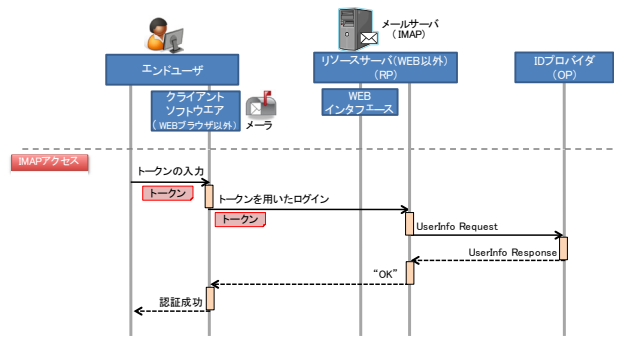 メールサーバ
(IMAP)
エンドユーザ
リソースサーバ(WEB以外)
(RP)
IDプロバイダ
(OP)
クライアント
ソフトウエア
(WEBブラウザ以外)
メーラ
WEB
インタフェース
IMAPアクセス
トークンの入力
トークン
トークンを用いたログイン
トークン
UserInfo Request
UserInfo Response
“OK”
認証成功